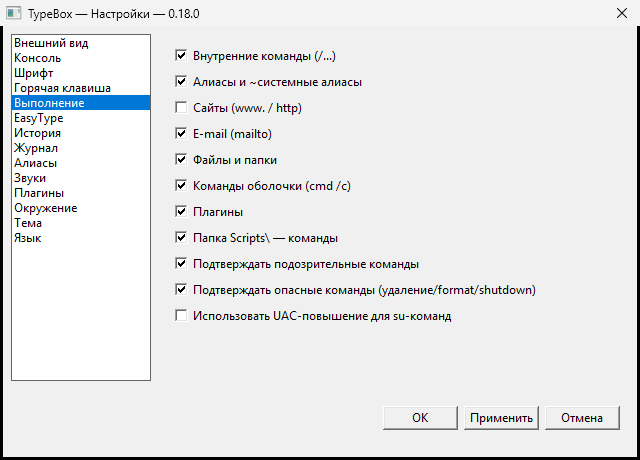 TypeBox — Настройки — 0.18.0
Внешний вид
Консоль
Шрифт
Горячая клавиша
Выполнение
EasyType
История
Журнал
Алиасы
Звуки
Плагины
Окружение
Тема
Язык
Внутренние команды (/...)
Алиасы и ~системные алиасы
Сайты (www. / http)
E-mail (mailto)
Файлы и папки
Команды оболочки (cmd /c)
Плагины
Папка Scripts\ — команды
Подтверждать подозрительные команды
Подтверждать опасные команды (удаление/format/shutdown)
Использовать UAC-повышение для su-команд
OK Применить Отмена